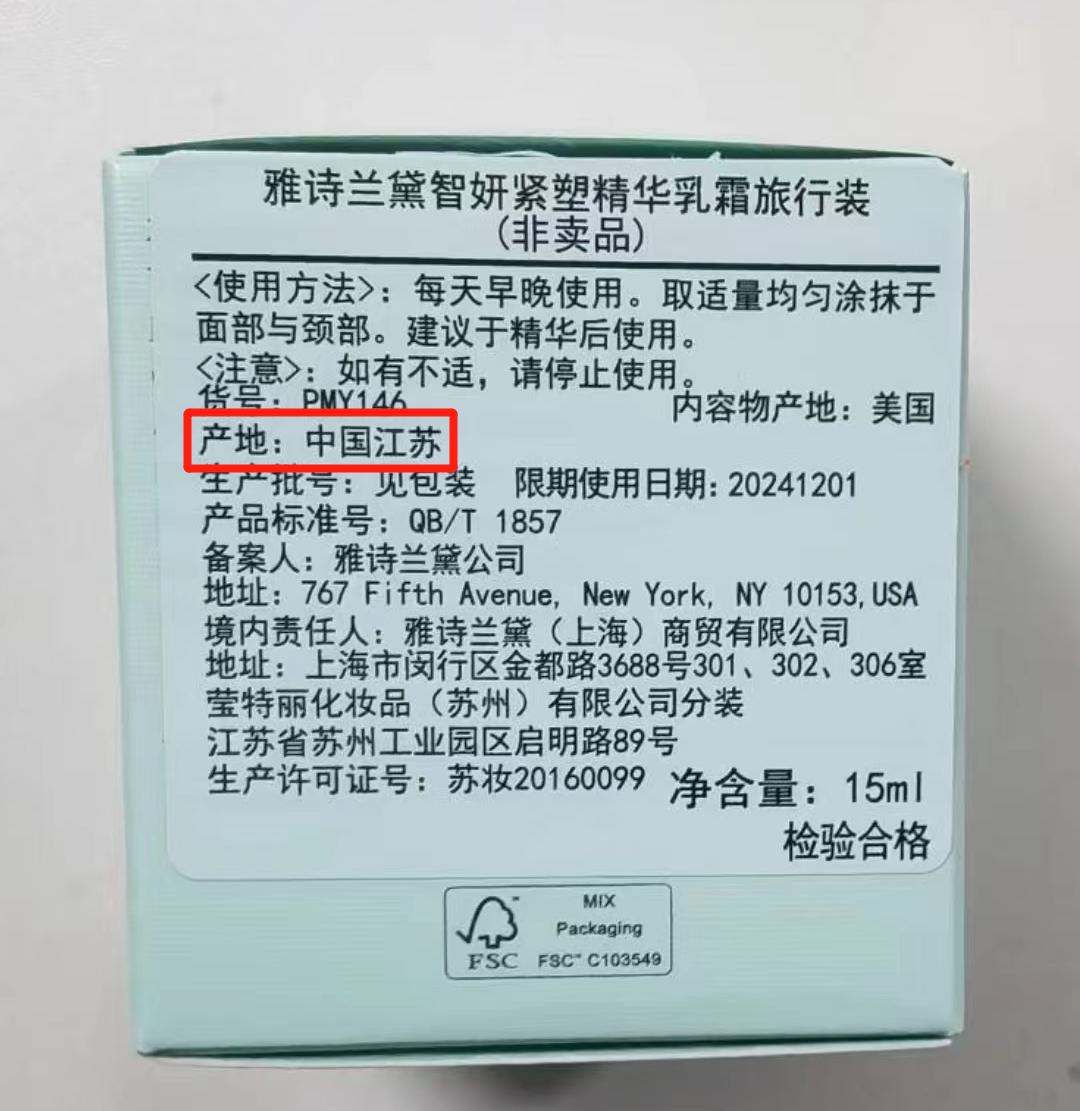 雅诗兰黛智妍紧塑精华乳霜旅行装
(非卖品)
<使用方法>：每天早晚使用。取适量均匀涂抹于
面部与颈部。建议于精华后使用。
<注意>：如有不适，请停止使用。
货号：PMY146 内容物产地：美国
产地：中国江苏
生产批号：见包装 限期使用日期：20241201
产品标准号：QB/T 1857
备案人：雅诗兰黛公司
地址：767 Fifth Avenue, New York, NY 10153,USA
境内责任人：雅诗兰黛（上海）商贸有限公司
地址：上海市闵行区金都路3688号301、302、306室
莹特丽化妆品（苏州）有限公司分装
江苏省苏州工业园区启明路89号
生产许可证号：苏妆20160099 净含量：15ml
检验合格
FSC™
MIX
Packaging
FSC™ C103549